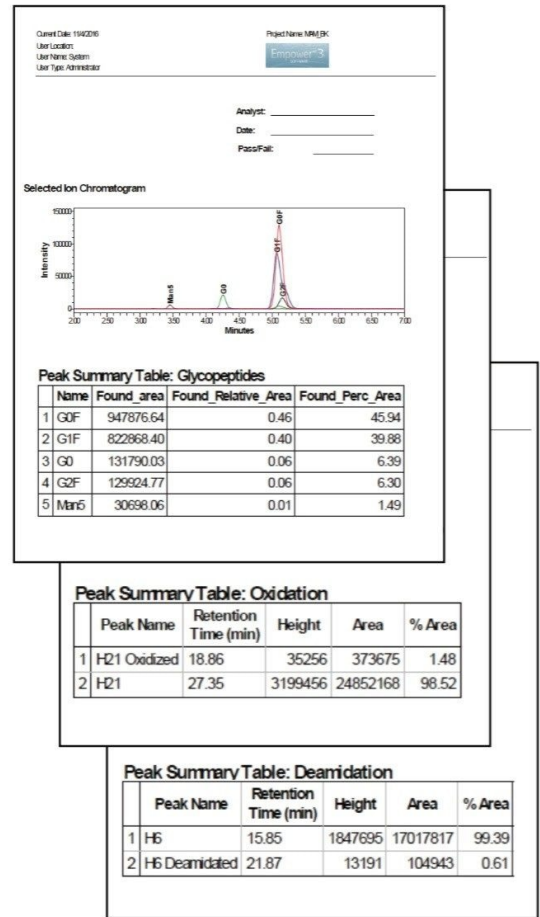 Current Date: 11/4/2016 Project Name: MAM_BK
User Location:
User Name: System
User Type: Administrator
Empower 3
Analyst:
Date:
Pass/Fail:
Selected Ion Chromatogram
Intensity
150000
100000
50000
0
Man5
G0
G1F
G0F
G2F
2.00 2.50 3.00 3.50 4.00 4.50 5.00 5.50 6.00 6.50 7.00
Minutes
Peak Summary Table: Glycopeptides
Name Found_area Found_Relative_Area Found_Perc_Area
1 G0F 947876.64 0.46 45.94
2 G1F 822868.40 0.40 39.88
3 G0 131790.03 0.06 6.39
4 G2F 129924.77 0.06 6.30
5 Man5 30698.06 0.01 1.49
Peak Summary Table: Oxidation
Peak Name Retention Time (min) Height Area % Area
1 H21 Oxidized 18.86 35256 373675 1.48
2 H21 27.35 3199456 24852168 98.52
Peak Summary Table: Deamidation
Peak Name Retention Time (min) Height Area % Area
1 H6 15.85 1847695 17017817 99.39
2 H6 Deamidated 21.87 13191 104943 0.61